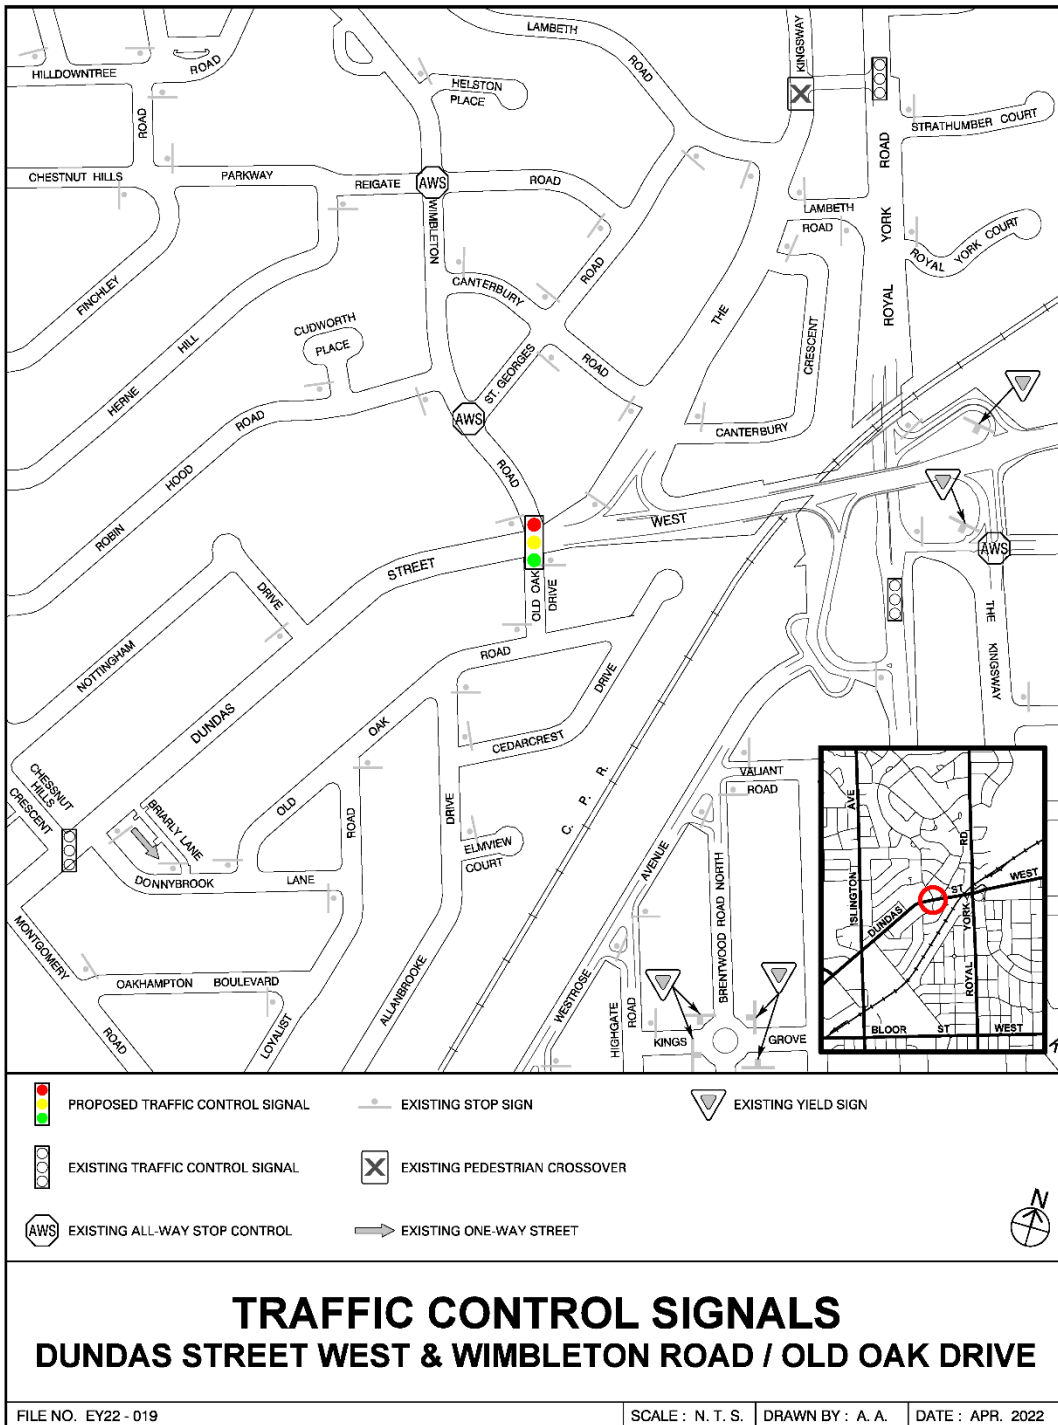 LAMBETH
ROAD
KINGSWAY
HILLDOWNTREE
ROAD
HELSTON
PLACE
ROAD
STRATHUMBER COURT
ROAD
CHESTNUT HILLS
PARKWAY
REIGATE
AWS
ROAD
WIMBLETON
LAMBETH
ROAD
YORK
ROYAL
ROYAL YORK COURT
FINCHLEY
CANTERBURY
ROAD
THE
CUDWORTH
PLACE
HILL
HERNE
ST. GEORGES
ROAD
CRESCENT
ROAD
AWS
CANTERBURY
HOOD
ROBIN
ROAD
WEST
STREET
AWS
OLD OAK
DRIVE
DRIVE
THE
KINGSWAY
NOTTINGHAM
ROAD
DRIVE
DUNDAS
OAK
CEDARCREST
C. P. R.
VALIANT
ROAD
CHESSNUT
HILLS
CRESCENT
BRIARLY LANE
OLD
ROAD
DRIVE
ELMVIEW
COURT
AVENUE
DONNYBROOK
LANE
BRENTWOOD ROAD NORTH
MONTGOMERY
ROAD
OAKHAMPTON BOULEVARD
LOYALIST
ALLANBROOKE
WESTROSE
HIGHGATE
ROAD
KINGS
GROVE
AVE
ISLINGTON
RD.
ST
WEST
DUNDAS
YORK
ROYAL
BLOOR ST WEST
PROPOSED TRAFFIC CONTROL SIGNAL
EXISTING STOP SIGN
EXISTING YIELD SIGN
EXISTING TRAFFIC CONTROL SIGNAL
EXISTING PEDESTRIAN CROSSOVER
AWS EXISTING ALL-WAY STOP CONTROL
EXISTING ONE-WAY STREET
N
TRAFFIC CONTROL SIGNALS
DUNDAS STREET WEST & WIMBLETON ROAD / OLD OAK DRIVE
FILE NO. EY22 - 019
SCALE : N. T. S.
DRAWN BY : A. A.
DATE : APR. 2022